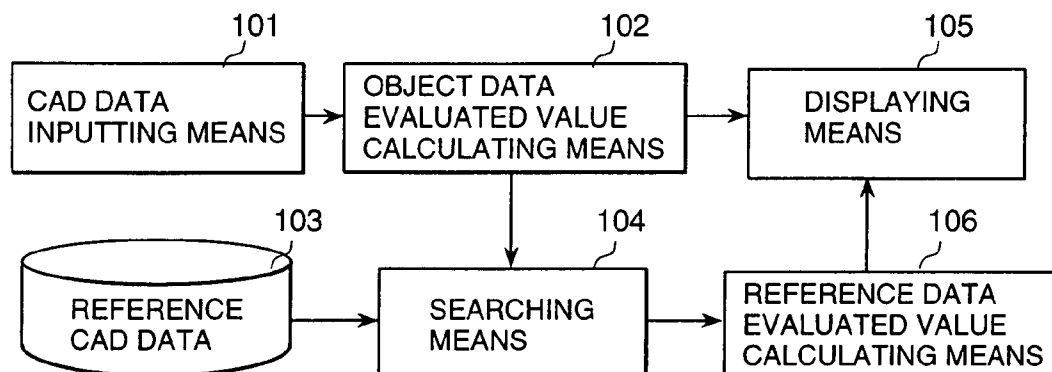 101
CAD DATA
INPUTTING MEANS
102
OBJECT DATA
EVALUATED VALUE
CALCULATING MEANS
105
DISPLAYING
MEANS
103
REFERENCE
CAD DATA
104
SEARCHING
MEANS
106
REFERENCE DATA
EVALUATED VALUE
CALCULATING MEANS